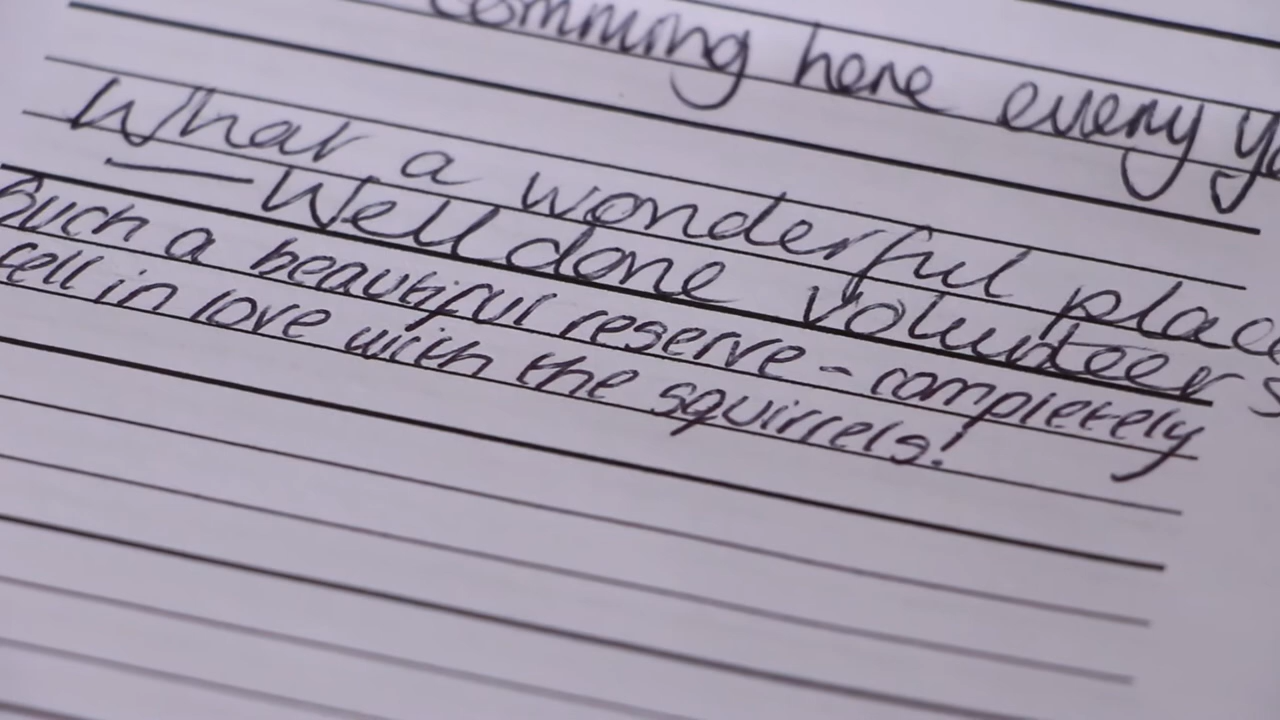 comming here every
What a wonderful place
Well done volunteers
Such a beautiful reserve - completely
fell in love with the squirrels!